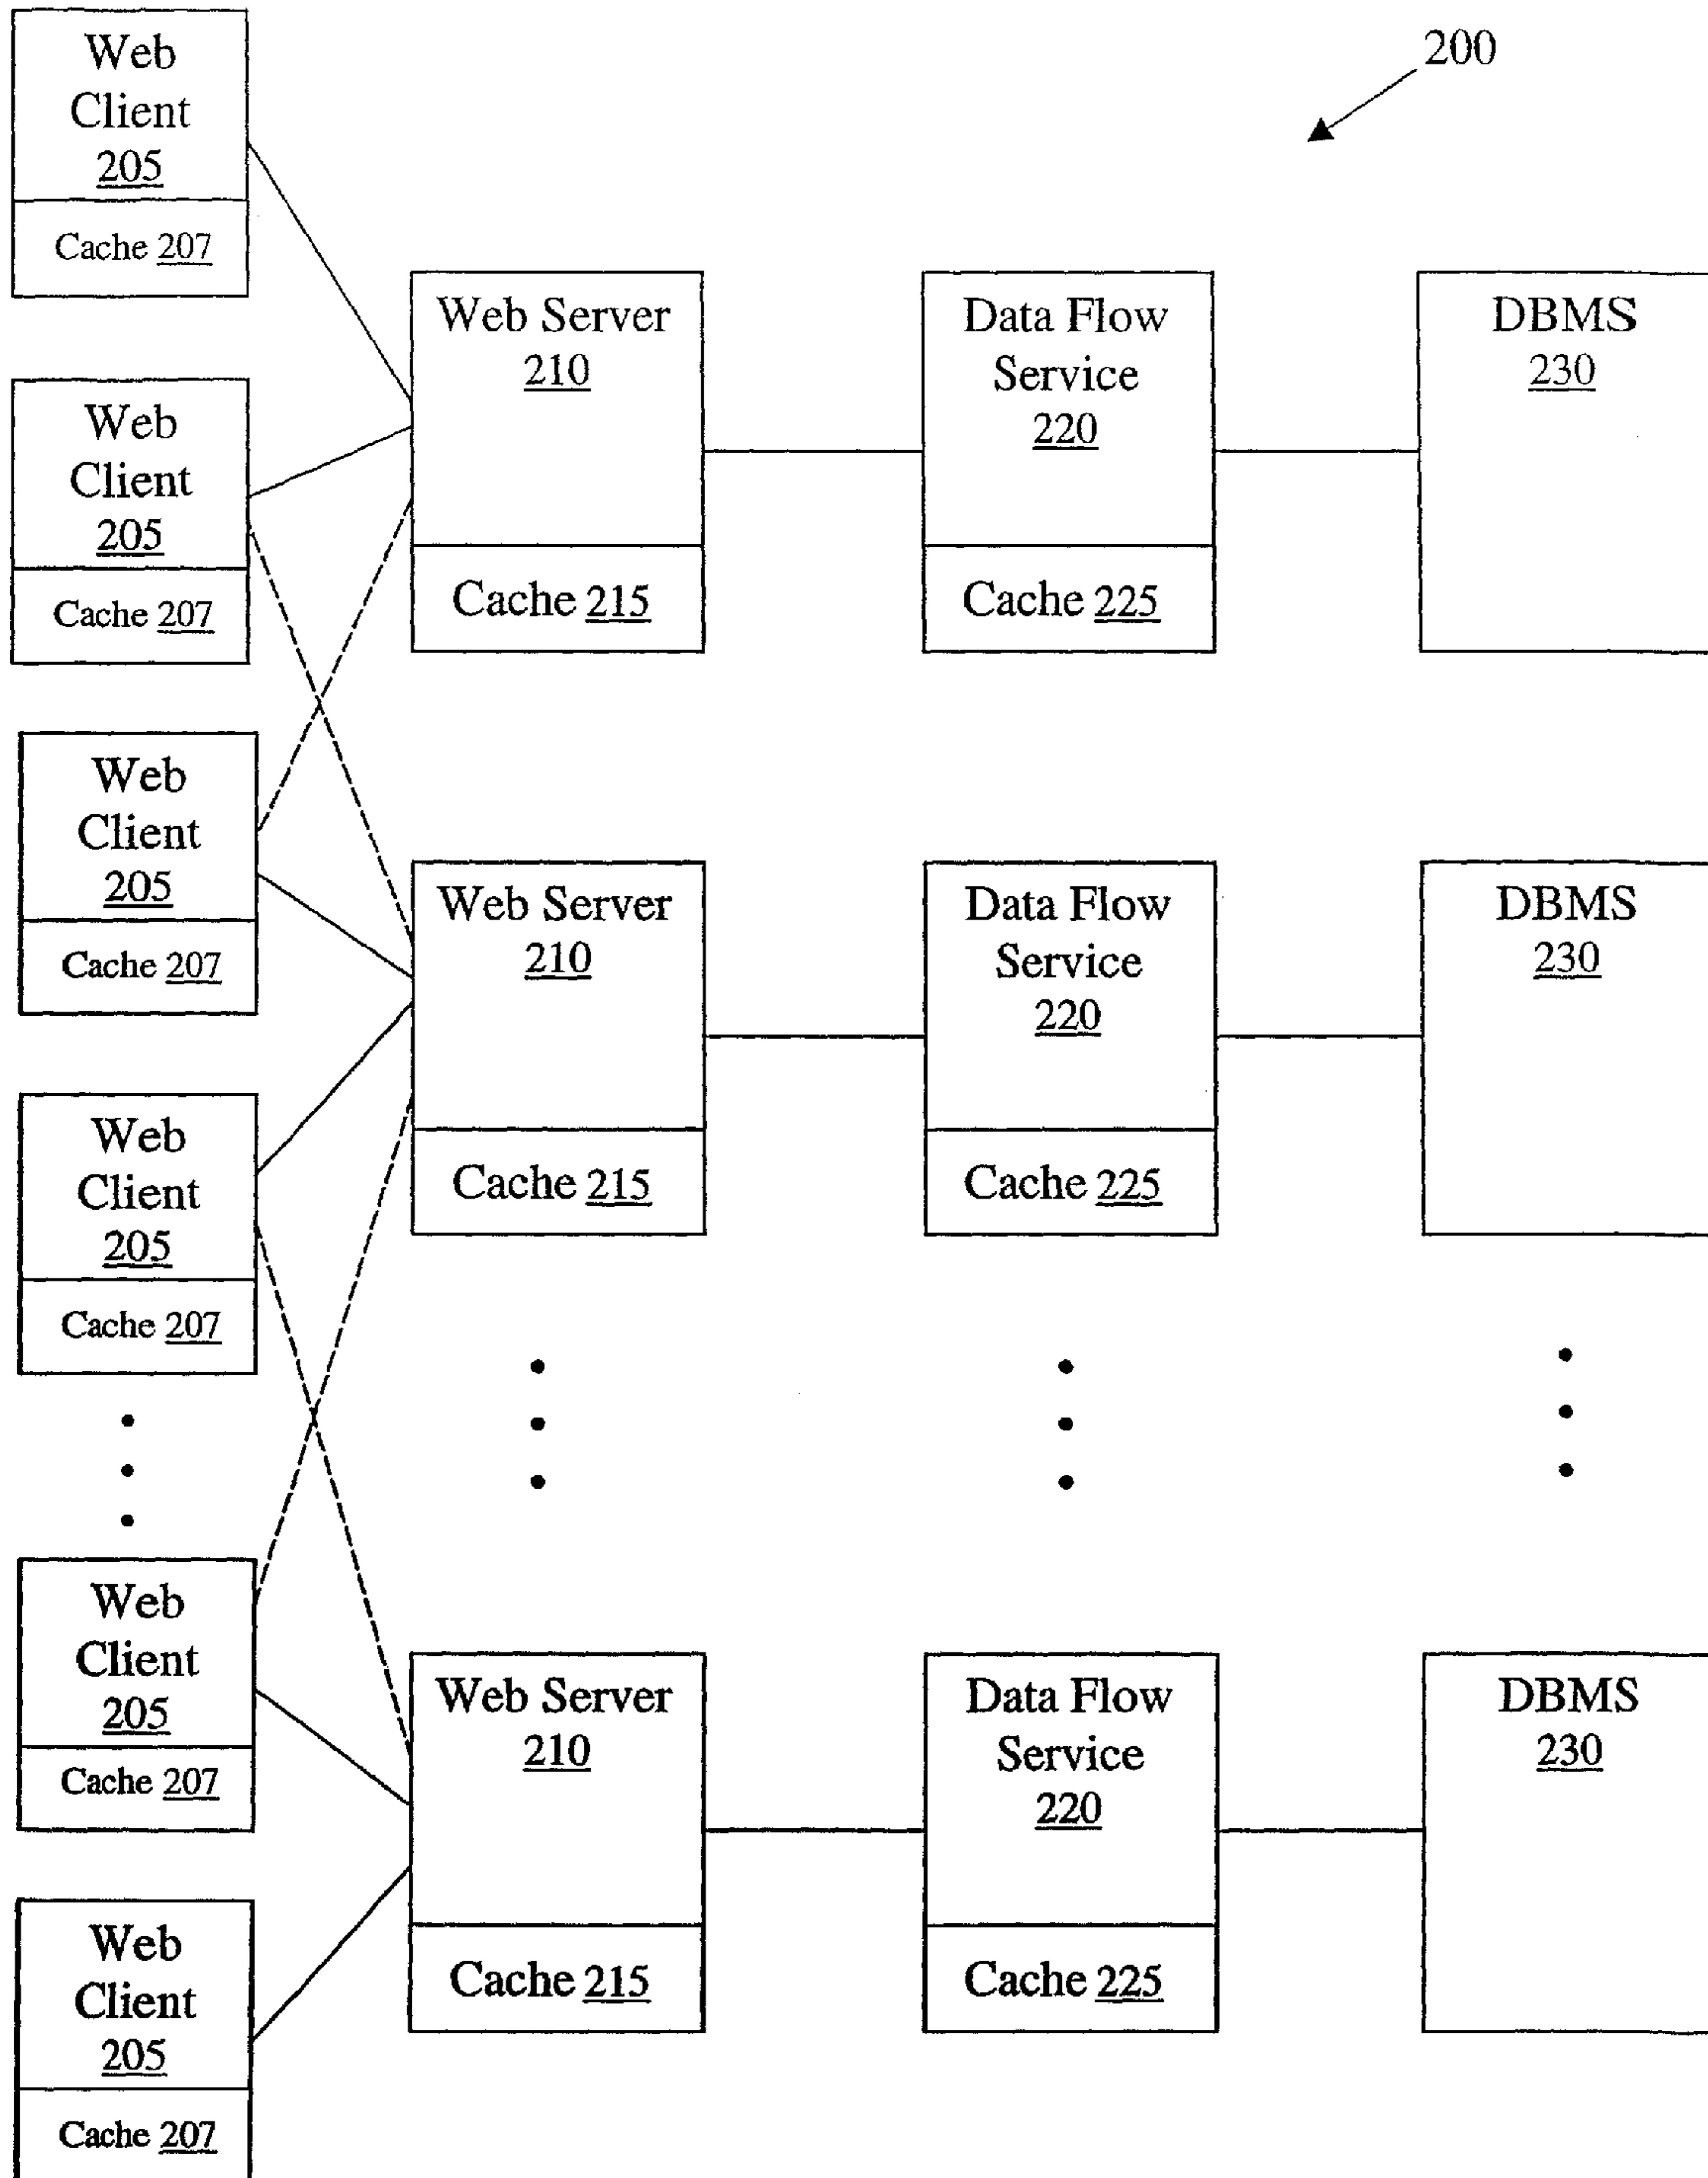 200
Web
Client
205
Cache 207
Web
Client
205
Cache 207
Web
Client
205
Cache 207
Web
Client
205
Cache 207
Web
Client
205
Cache 207
Web
Client
205
Cache 207
Web Server
210
Cache 215
Data Flow
Service
220
Cache 225
DBMS
230
Web Server
210
Cache 215
Data Flow
Service
220
Cache 225
DBMS
230
Web Server
210
Cache 215
Data Flow
Service
220
Cache 225
DBMS
230